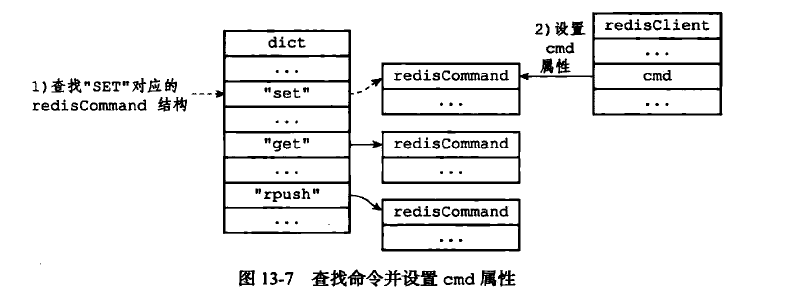 1)查找"SET"对应的
redisCommand 结构
dict
...
"set"
...
"get"
...
"rpush"
...
redisCommand
...
redisCommand
...
redisCommand
...
2)设置
cmd
属性
redisClient
...
cmd
...
图 13-7 查找命令并设置 cmd 属性